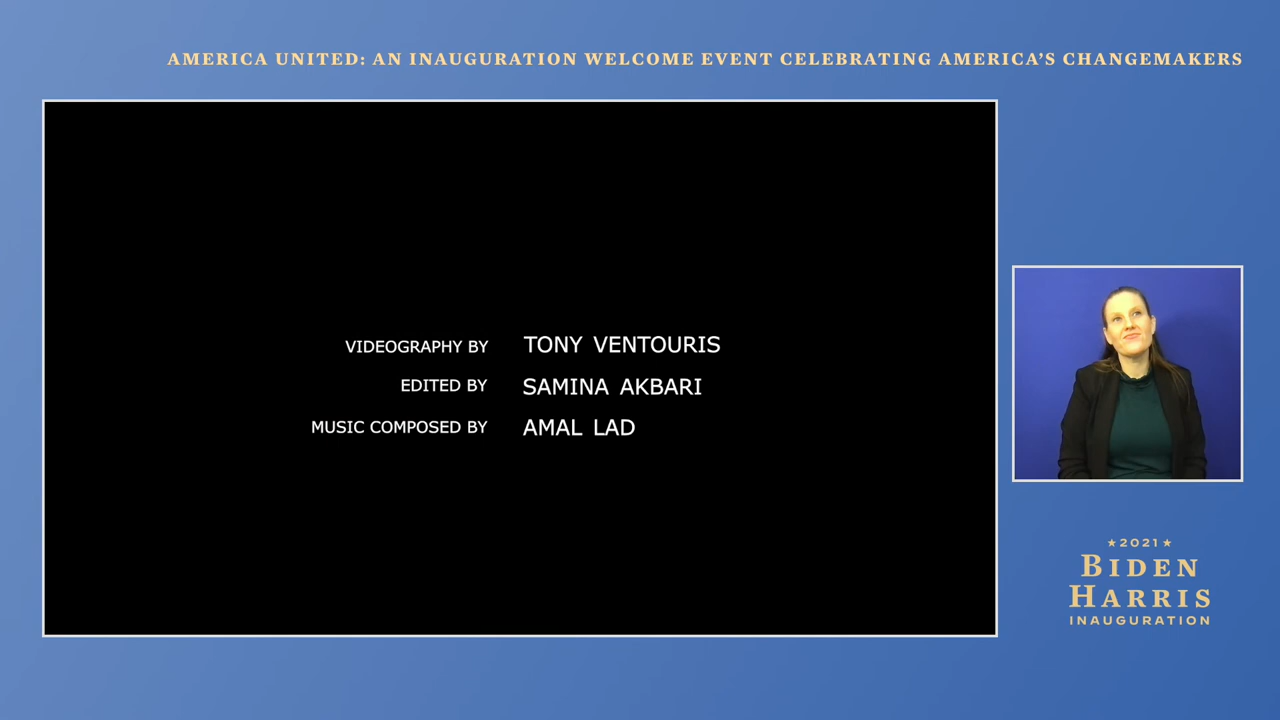 AMERICA UNITED: AN INAUGURATION WELCOME EVENT CELEBRATING AMERICA'S CHANGEMAKERS
VIDEOGRAPHY BY TONY VENTOURIS
EDITED BY SAMINA AKBARI
MUSIC COMPOSED BY AMAL LAD
★2021★
BIDEN
HARRIS
INAUGURATION